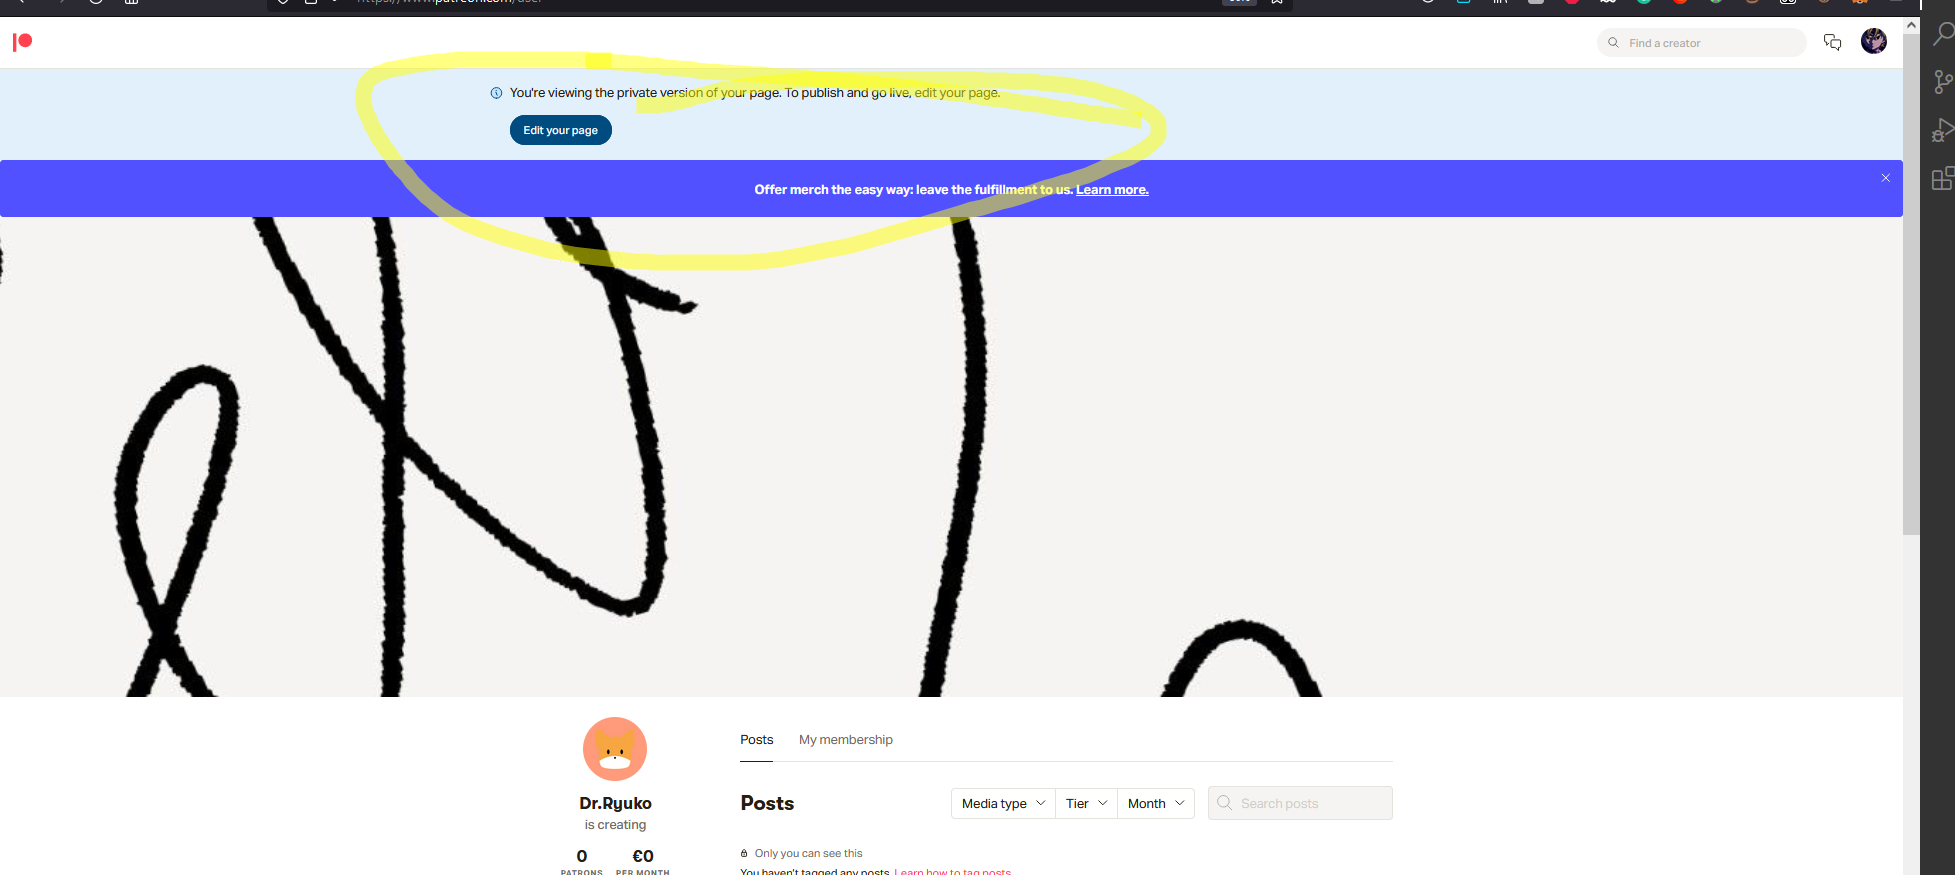 Find a creator
You're viewing the private version of your page. To publish and go live, edit your page.
Edit your page
Offer merch the easy way: leave the fulfillment to us. Learn more.
Posts My membership
Dr.Ryuko
is creating
0 €0
PATRONS PER MONTH
Posts
Media type Tier Month Search posts
Only you can see this
You haven't tagged any posts. Learn how to tag posts.